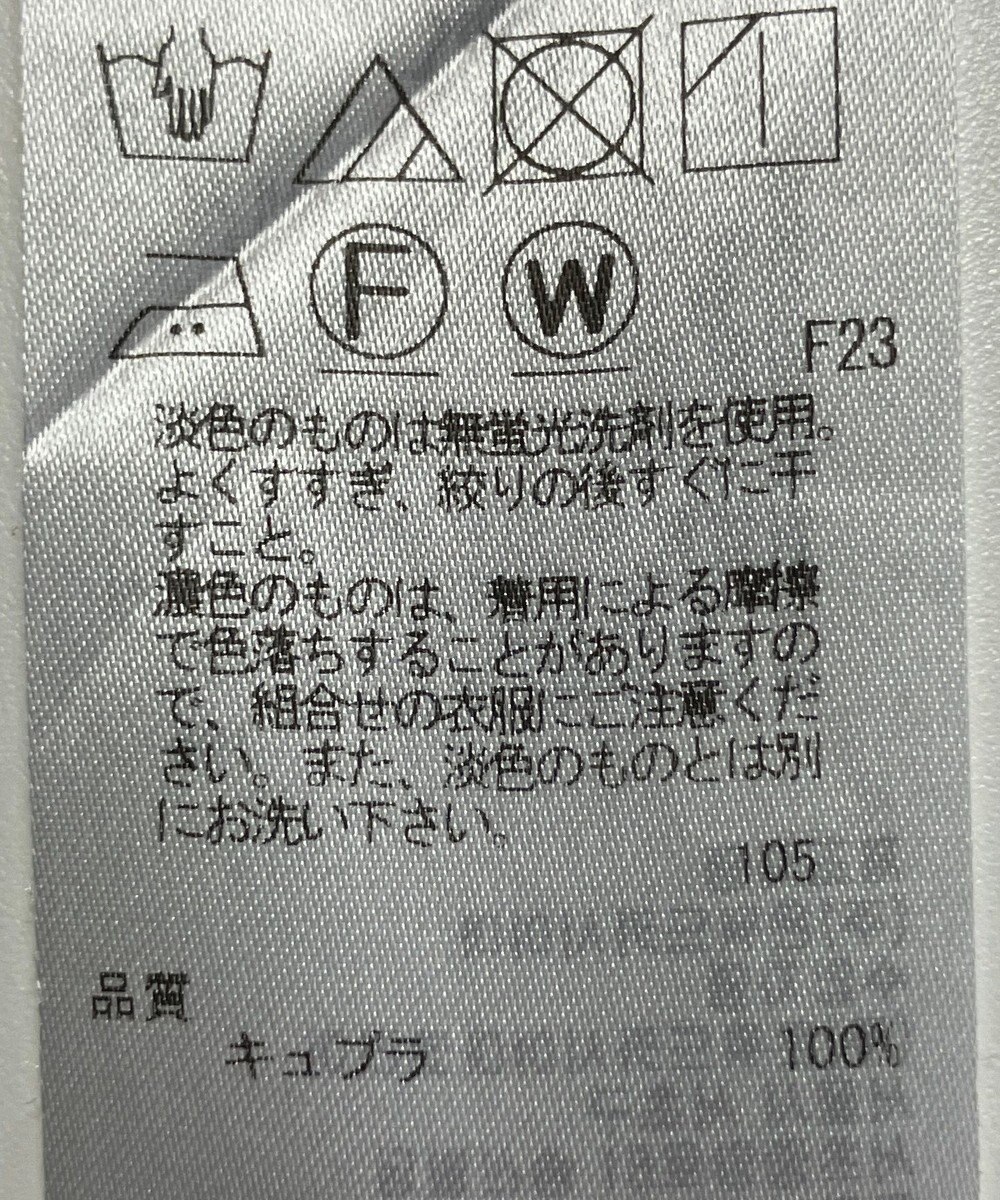 F W
F23
淡色のものは無蛍光洗剤を使用。
よくすすぎ、絞りの後すぐに干
すこと。
濃色のものは、着用による摩擦
で色落ちすることがありますの
で、組合せの衣服にご注意くだ
さい。また、淡色のものとは別
にお洗い下さい。
105
品質
キュプラ 100%